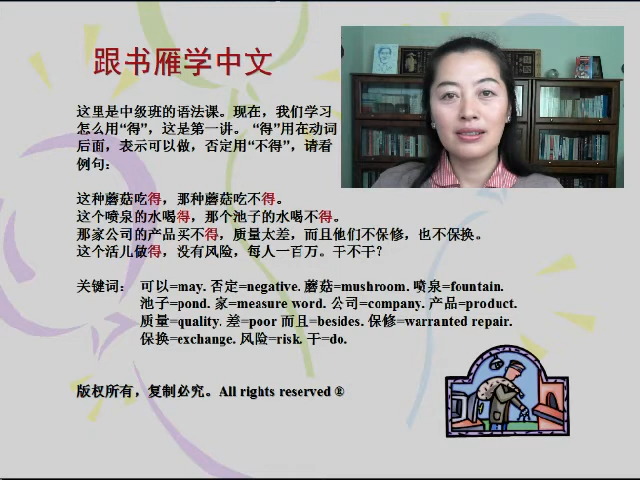 跟书雁学中文
这里是中级班的语法课。现在，我们学习
怎么用“得”，这是第一讲。“得”用在动词
后面，表示可以做，否定用“不得”，请看
例句：
这种蘑菇吃得，那种蘑菇吃不得。
这个喷泉的水喝得，那个池子的水喝不得。
那家公司的产品买不得，质量太差，而且他们不保修，也不保换。
这个活儿做得，没有风险，每人一百万。干不干？
关键词： 可以=may. 否定=negative. 蘑菇=mushroom. 喷泉=fountain.
池子=pond. 家=measure word. 公司=company. 产品=product.
质量=quality. 差=poor 而且=besides. 保修=warranted repair.
保换=exchange. 风险=risk. 干=do.
版权所有，复制必究。All rights reserved ®